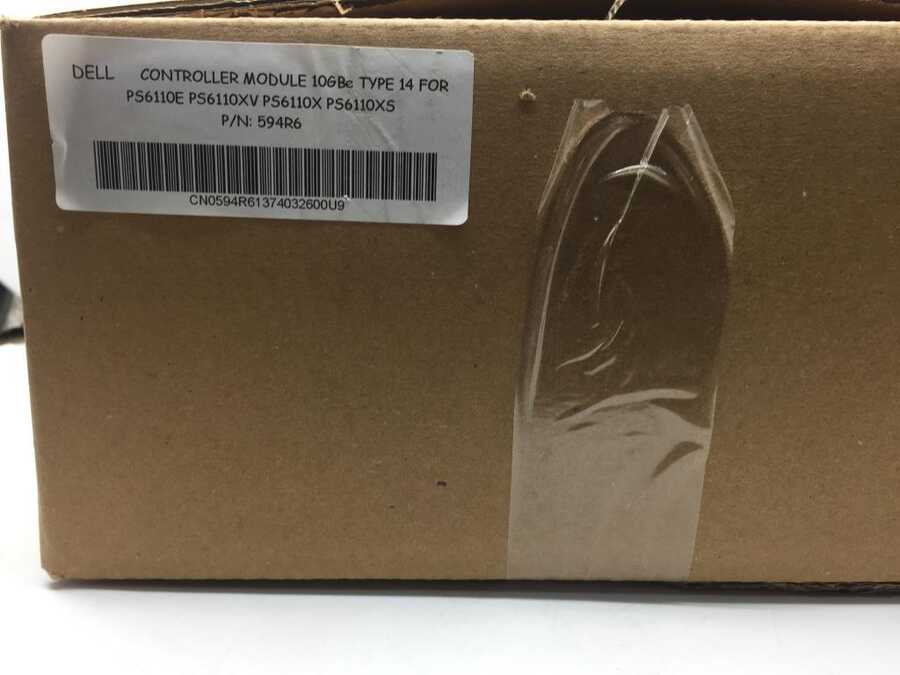 DELL CONTROLLER MODULE 10GBe TYPE 14 FOR
PS6110E PS6110XV PS6110X PS6110XS
P/N: 594R6
CN0594R61374032600U9